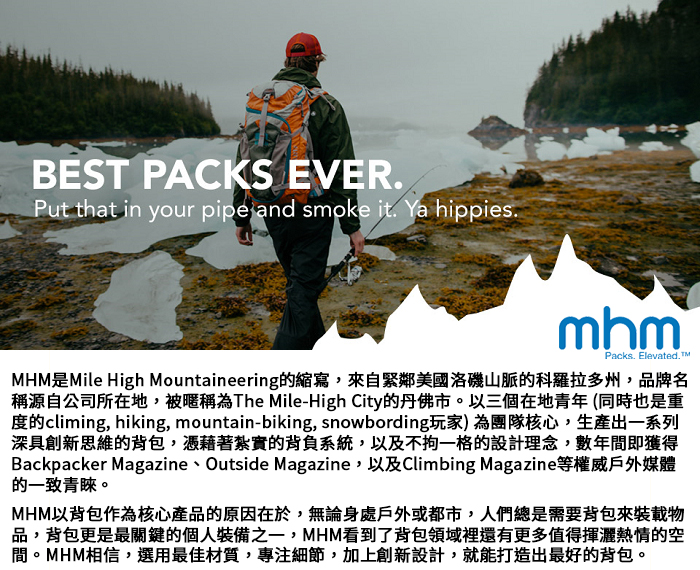 BEST PACKS EVER.
Put that in your pipe and smoke it. Ya hippies.
mhm
Packs. Elevated.™
MHM是Mile High Mountaineering的縮寫，來自緊鄰美國洛磯山脈的科羅拉多州，品牌名
稱源自公司所在地，被暱稱為The Mile-High City的丹佛市。以三個在地青年 (同時也是重
度的climing, hiking, mountain-biking, snowbording玩家) 為團隊核心，生產出一系列
深具創新思維的背包，憑藉著紮實的背負系統，以及不拘一格的設計理念，數年間即獲得
Backpacker Magazine、Outside Magazine，以及Climbing Magazine等權威戶外媒體
的一致青睞。
MHM以背包作為核心產品的原因在於，無論身處戶外或都市，人們總是需要背包來裝載物
品，背包更是最關鍵的個人裝備之一，MHM看到了背包領域裡還有更多值得揮灑熱情的空
間。MHM相信，選用最佳材質，專注細節，加上創新設計，就能打造出最好的背包。